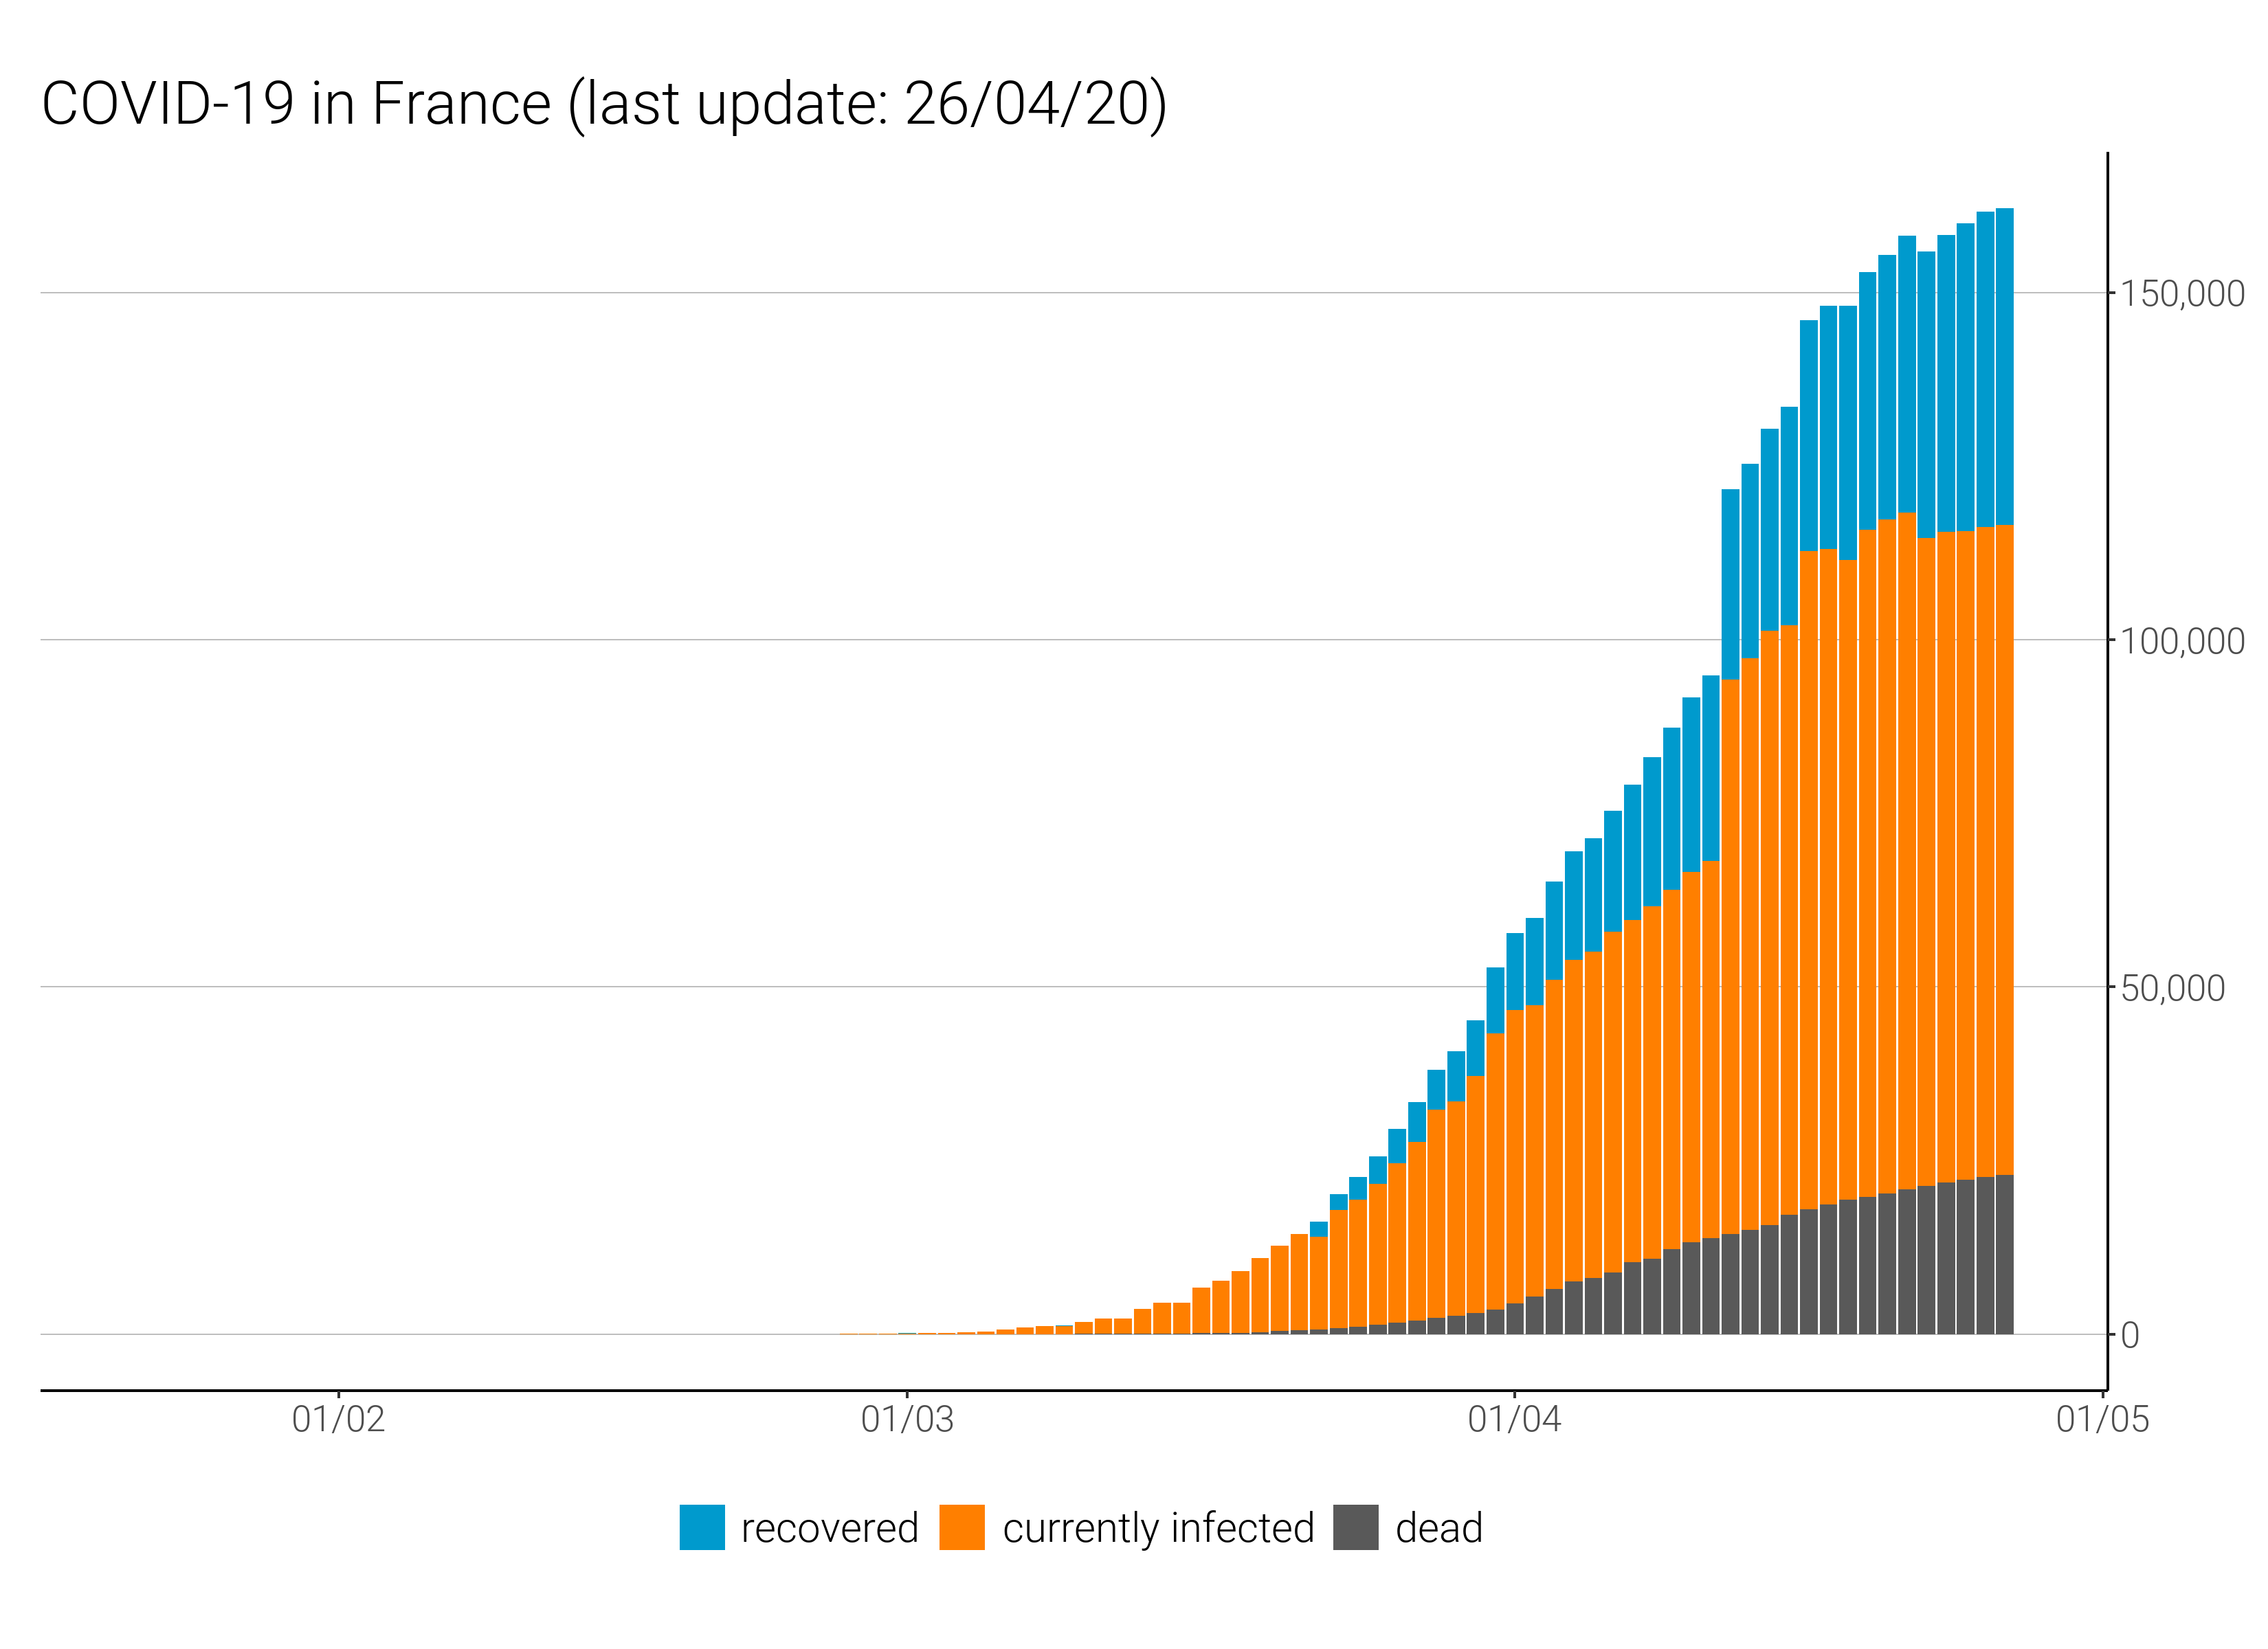 COVID-19 in France (last update: 26/04/20)
150,000
100,000
50,000
0
01/02 01/03 01/04 01/05
recovered currently infected dead